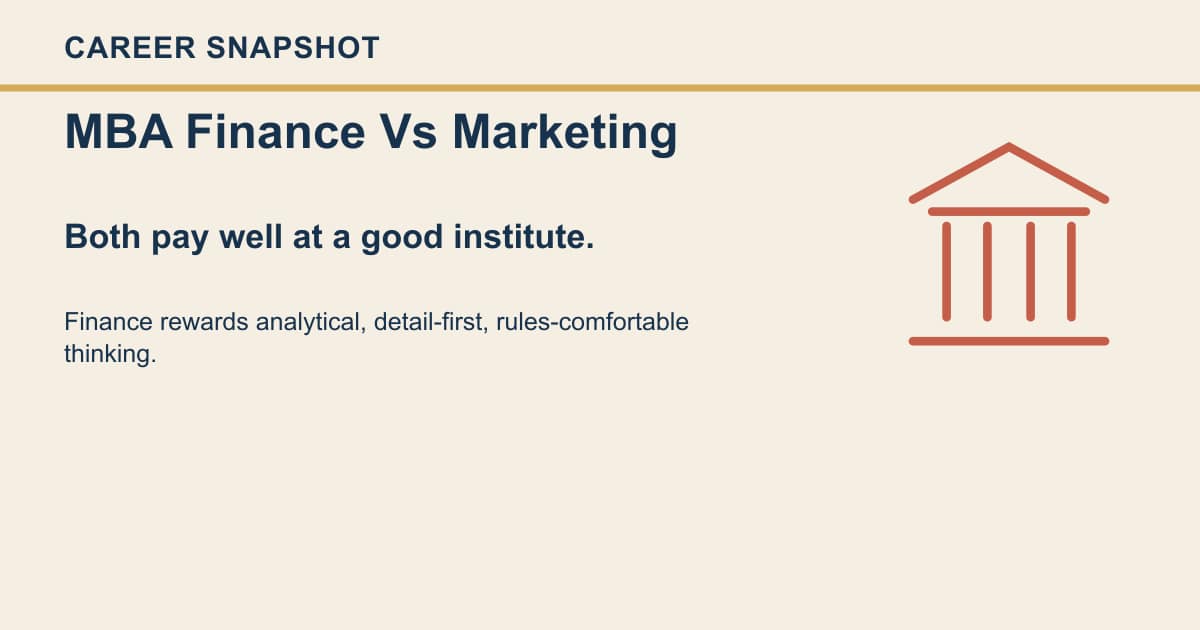 CAREER SNAPSHOT
MBA Finance Vs Marketing
Both pay well at a good institute.
Finance rewards analytical, detail-first, rules-comfortable
thinking.